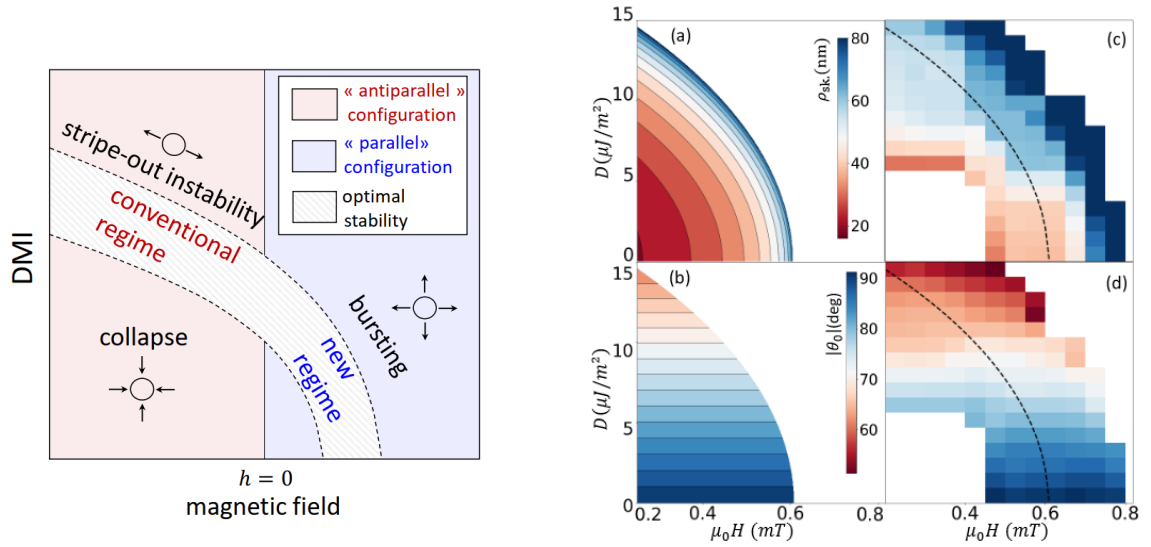 « antiparallel »
configuration
« parallel»
configuration
optimal
stability
stripe-out instability
conventional
regime
collapse
bursting
new
regime
DMI
h = 0
magnetic field
(a)
15
10
5
0
D(μJ/m²)
80
60
40
20
ρsk.(nm)
(c)
(b)
15
10
5
0
D(μJ/m²)
0.2
0.4
0.6
0.8
μ₀H (mT)
90
80
70
60
|θ₀|(deg)
(d)
0.4
0.6
0.8
μ₀H (mT)